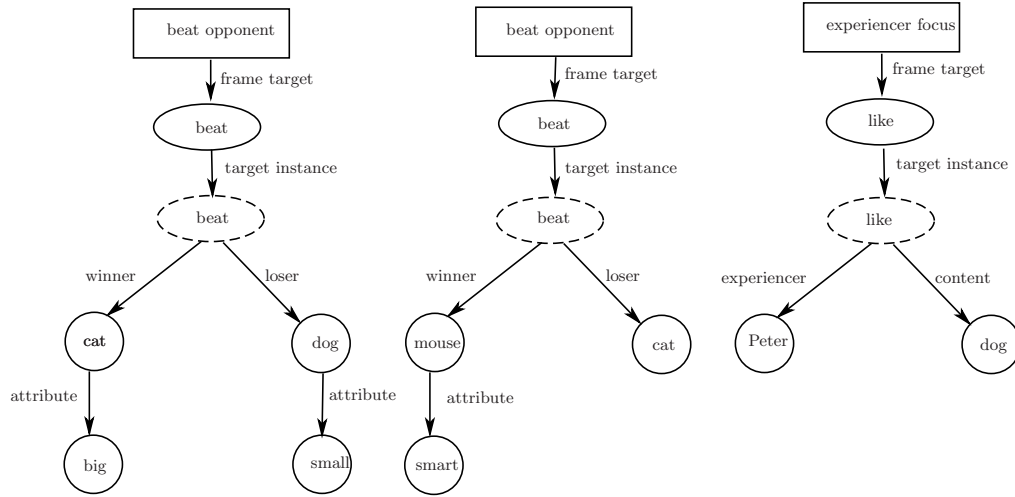 beat opponent
frame target
beat
target instance
beat
winner
loser
cat
dog
attribute
attribute
big
small
beat opponent
frame target
beat
target instance
beat
winner
loser
mouse
cat
attribute
smart
experiencer focus
frame target
like
target instance
like
experiencer
content
Peter
dog